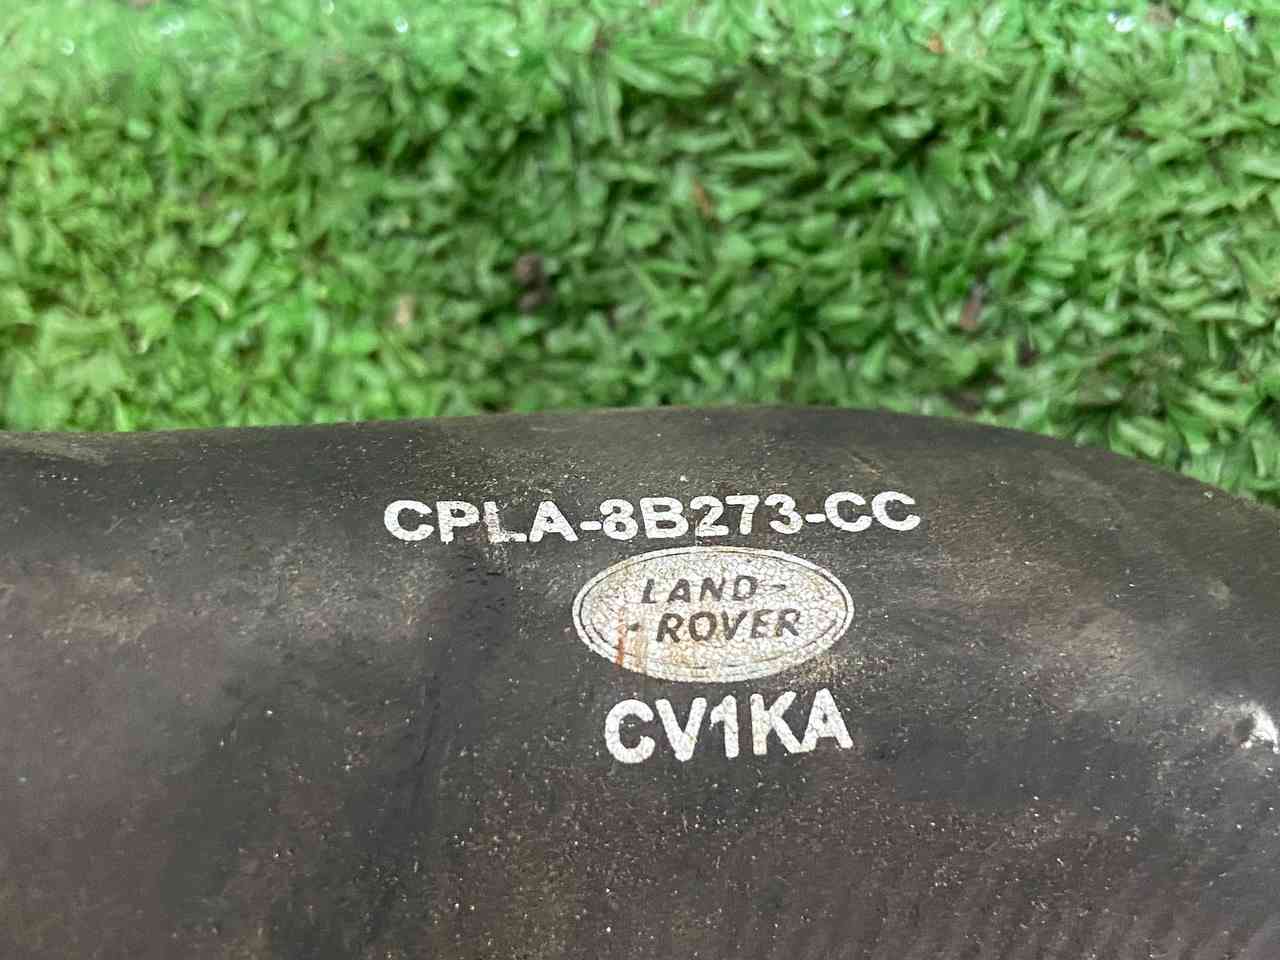 CPLA-8B273-CC
LAND-
-ROVER
CV1KA